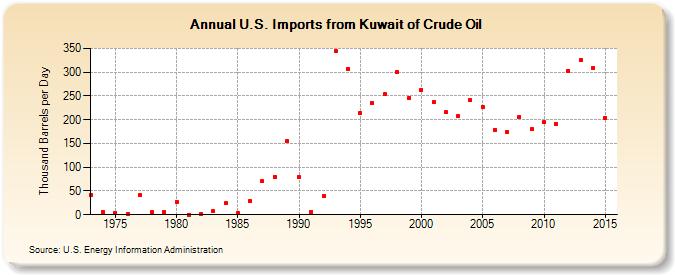 Annual U.S. Imports from Kuwait of Crude Oil
Thousand Barrels per Day
350
300
250
200
150
100
50
0
1975 1980 1985 1990 1995 2000 2005 2010 2015
Source: U.S. Energy Information Administration